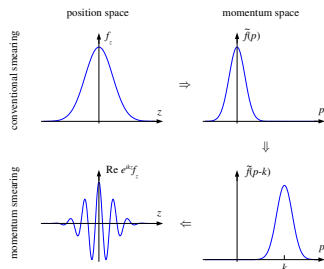 position space
momentum space
conventional smearing
f_z
z
⇒
f̃(p)
p
⇓
momentum smearing
Re e^{ikz}f_z
z
⇐
f̃(p-k)
k
p